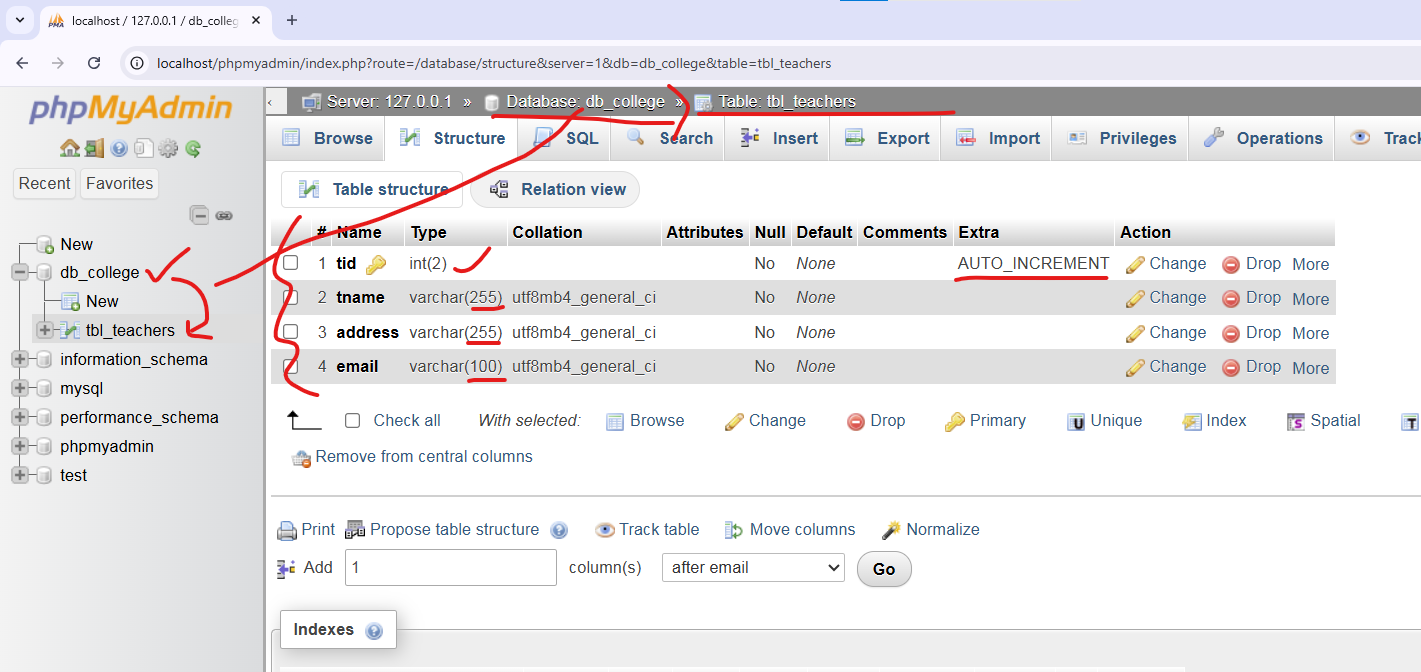 localhost / 127.0.0.1 / db_colleg
localhost/phpmyadmin/index.php?route=/database/structure&server=1&db=db_college&table=tbl_teachers
phpMyAdmin
Recent Favorites
New
db_college
New
tbl_teachers
information_schema
mysql
performance_schema
phpmyadmin
test
Server: 127.0.0.1 » Database: db_college » Table: tbl_teachers
Browse Structure SQL Search Insert Export Import Privileges Operations Track
Table structure Relation view
# Name Type Collation Attributes Null Default Comments Extra Action
1 tid int(2) No None AUTO_INCREMENT Change Drop More
2 tname varchar(255) utf8mb4_general_ci No None Change Drop More
3 address varchar(255) utf8mb4_general_ci No None Change Drop More
4 email varchar(100) utf8mb4_general_ci No None Change Drop More
Check all With selected: Browse Change Drop Primary Unique Index Spatial
Remove from central columns
Print Propose table structure Track table Move columns Normalize
Add 1 column(s) after email Go
Indexes